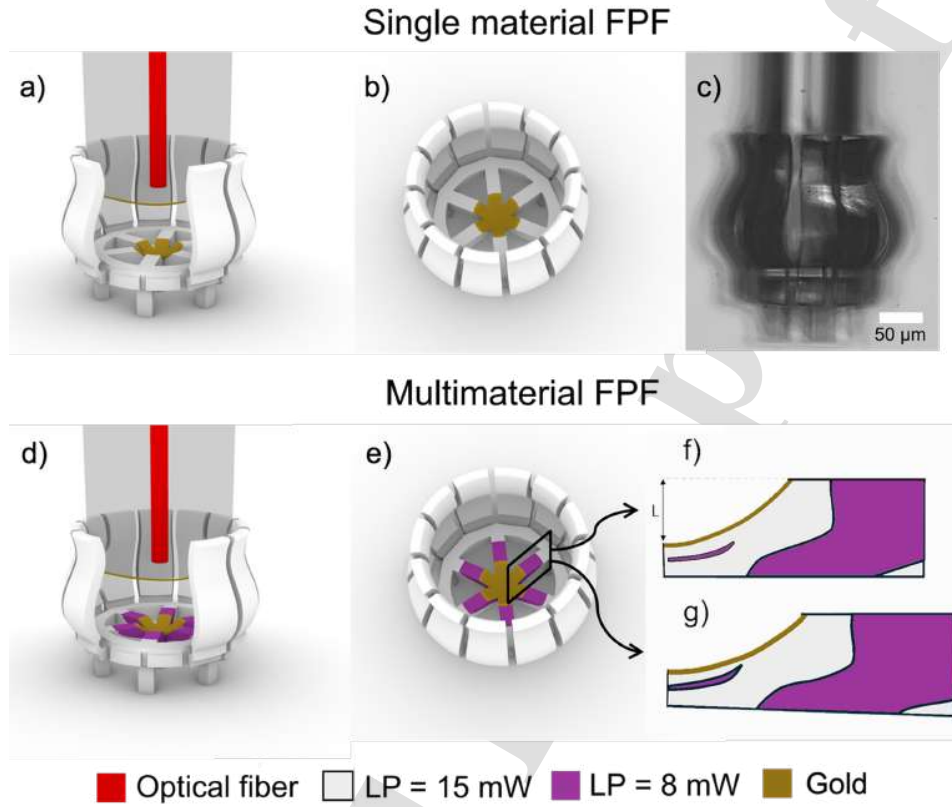 Single material FPF
a)
b)
c)
50 µm
Multimaterial FPF
d)
e)
f)
L
g)
Optical fiber
LP = 15 mW
LP = 8 mW
Gold